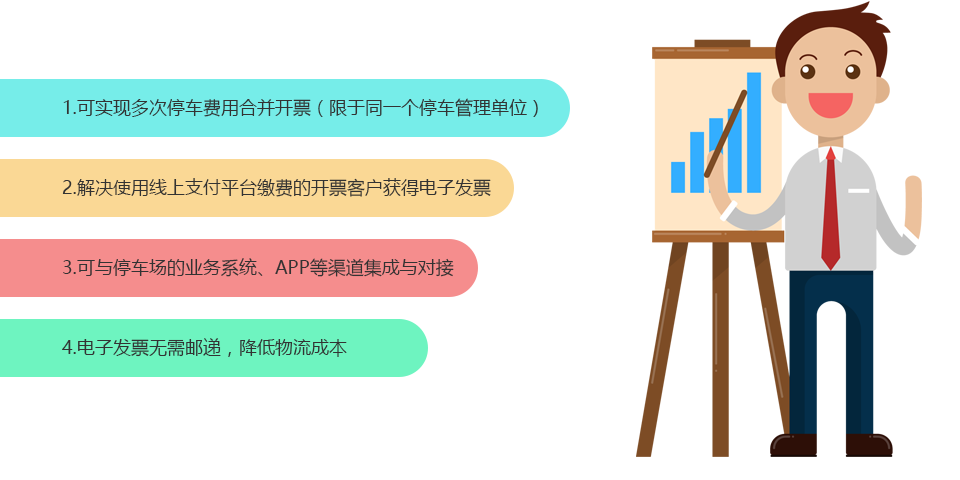 1.可实现多次停车费用合并开票（限于同一个停车管理单位）
2.解决使用线上支付平台缴费的开票客户获得电子发票
3.可与停车场的业务系统、APP等渠道集成与对接
4.电子发票无需邮递，降低物流成本